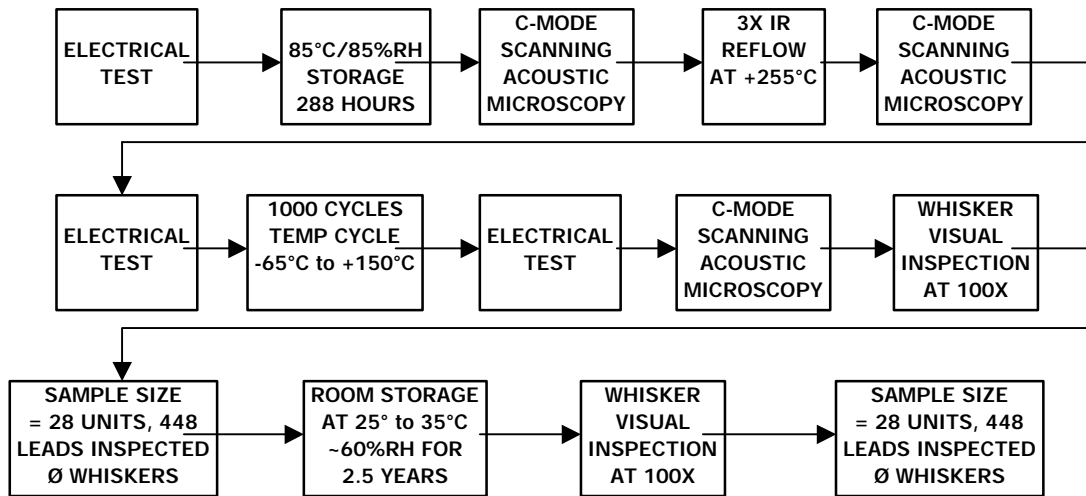 ELECTRICAL
TEST
85°C/85%RH
STORAGE
288 HOURS
C-MODE
SCANNING
ACOUSTIC
MICROSCOPY
3X IR
REFLOW
AT +255°C
C-MODE
SCANNING
ACOUSTIC
MICROSCOPY
ELECTRICAL
TEST
1000 CYCLES
TEMP CYCLE
-65°C to +150°C
ELECTRICAL
TEST
C-MODE
SCANNING
ACOUSTIC
MICROSCOPY
WHISKER
VISUAL
INSPECTION
AT 100X
SAMPLE SIZE
= 28 UNITS, 448
LEADS INSPECTED
Ø WHISKERS
ROOM STORAGE
AT 25° to 35°C
~60%RH FOR
2.5 YEARS
WHISKER
VISUAL
INSPECTION
AT 100X
SAMPLE SIZE
= 28 UNITS, 448
LEADS INSPECTED
Ø WHISKERS